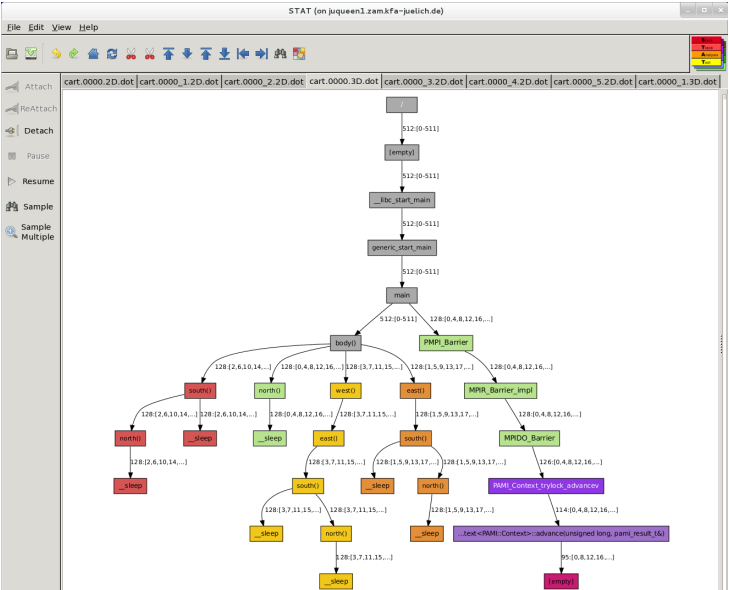 STAT (on juqueen1.zam.kfa-juelich.de)
File Edit View Help
cart.0000.2D.dot cart.0000_1.2D.dot cart.0000_2.2D.dot cart.0000.3D.dot cart.0000_3.2D.dot cart.0000_4.2D.dot cart.0000_5.2D.dot cart.0000_1.3D.dot
Attach
ReAttach
Detach
Pause
Resume
Sample
Sample
Multiple
/
512:[0-511]
[empty]
512:[0-511]
__libc_start_main
512:[0-511]
generic_start_main
512:[0-511]
main
512:[0-511] 128:[0,4,8,12,16,...]
body() PMPI_Barrier
128:[2,6,10,14,... 128:[0,4,8,12,16,...] 128:[3,7,11,15,... 128:[1,5,9,13,17,... 128:[0,4,8,12,16,...]
south() north() west() east() MPIR_Barrier_impl
128:[2,6,10,14,...] 128:[2,6,10,14,...] 128:[0,4,8,12,16,...] 128:[3,7,11,15,...] 128:[1,5,9,13,17,...] 128:[0,4,8,12,16,...]
north() __sleep __sleep east() south() MPIDO_Barrier
128:[2,6,10,14,...] 128:[3,7,11,15,...] 128:[1,5,9,13,17,...] 128:[1,5,9,13,17,...] 126:[0,4,8,12,16,...]
__sleep south() __sleep north() PAMI_Context_trylock_advancev
128:[3,7,11,15,...] 128:[3,7,11,15,...] 128:[1,5,9,13,17,...] 114:[0,4,8,12,16,...]
__sleep north() __sleep ...text<PAMI::Context>::advance(unsigned long, pami_result_t&)
128:[3,7,11,15,...] 95:[0,8,12,16,...]
__sleep [empty]